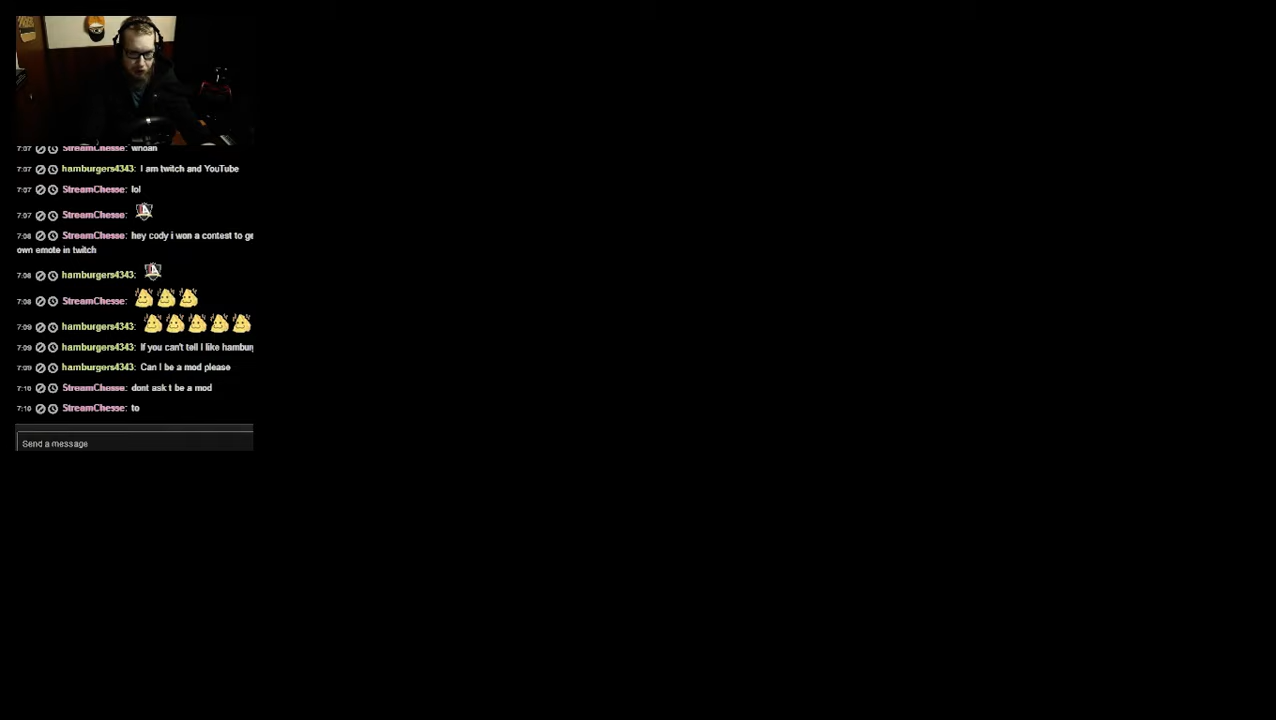 7:07 StreamChesse: whoah
7:07 hamburgers4343: I am twitch and YouTube
7:07 StreamChesse: lol
7:07 StreamChesse:
7:08 StreamChesse: hey cody i won a contest to ge
own emote in twitch
7:08 hamburgers4343:
7:08 StreamChesse:
7:09 hamburgers4343:
7:09 hamburgers4343: If you can't tell I like hambur
7:09 hamburgers4343: Can I be a mod please
7:10 StreamChesse: dont ask t be a mod
7:10 StreamChesse: to
Send a message